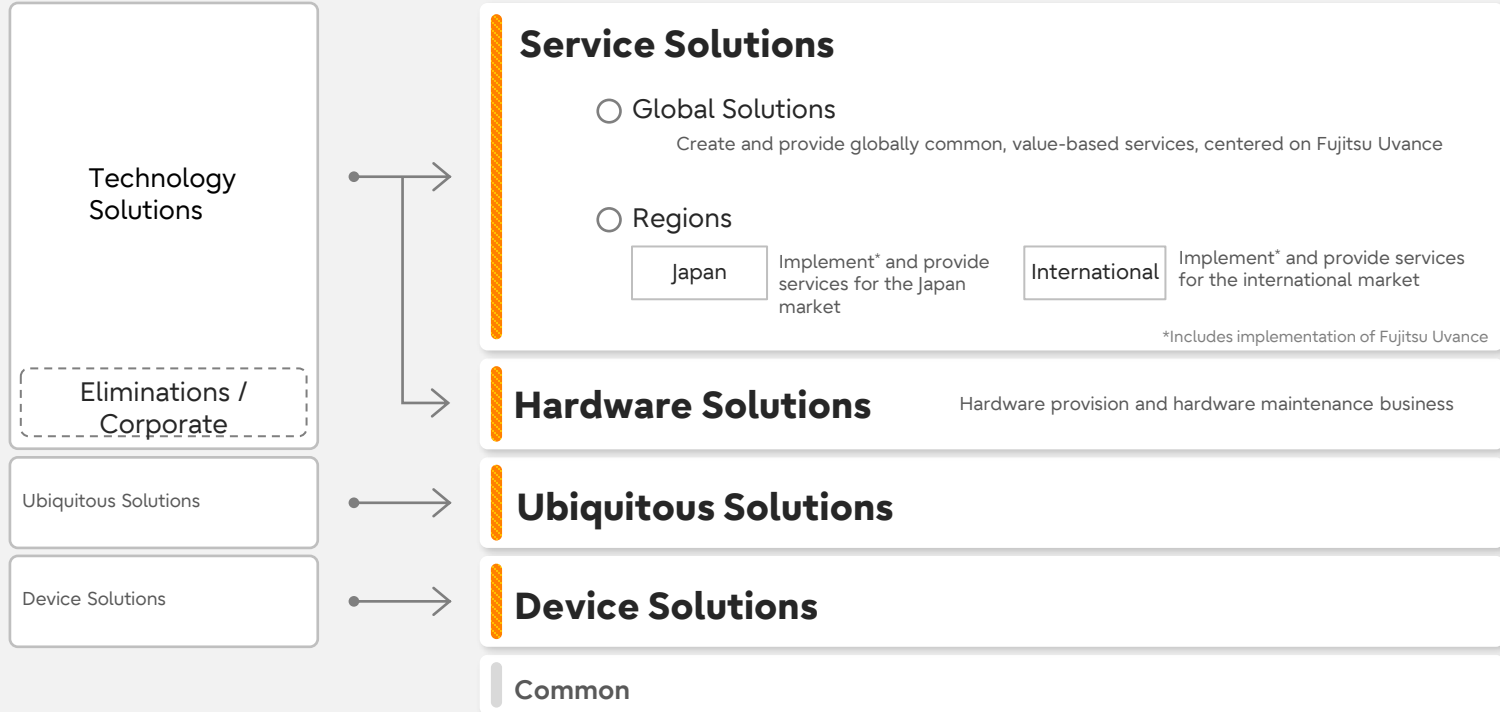 Technology
Solutions
Eliminations /
Corporate
Ubiquitous Solutions
Device Solutions
Service Solutions
Global Solutions
Create and provide globally common, value-based services, centered on Fujitsu Uvance
Regions
Japan
Implement* and provide
services for the Japan
market
International
Implement* and provide services
for the international market
*Includes implementation of Fujitsu Uvance
Hardware Solutions
Hardware provision and hardware maintenance business
Ubiquitous Solutions
Device Solutions
Common